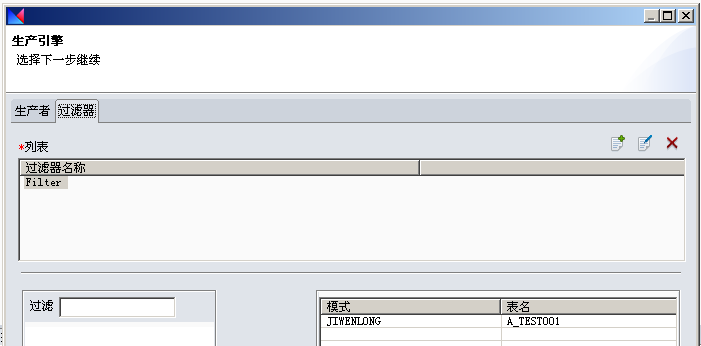 生产引擎
选择下一步继续
生产者 过滤器
*列表
过滤器名称
Filter
过滤
模式 表名
JIWENLONG A_TEST001